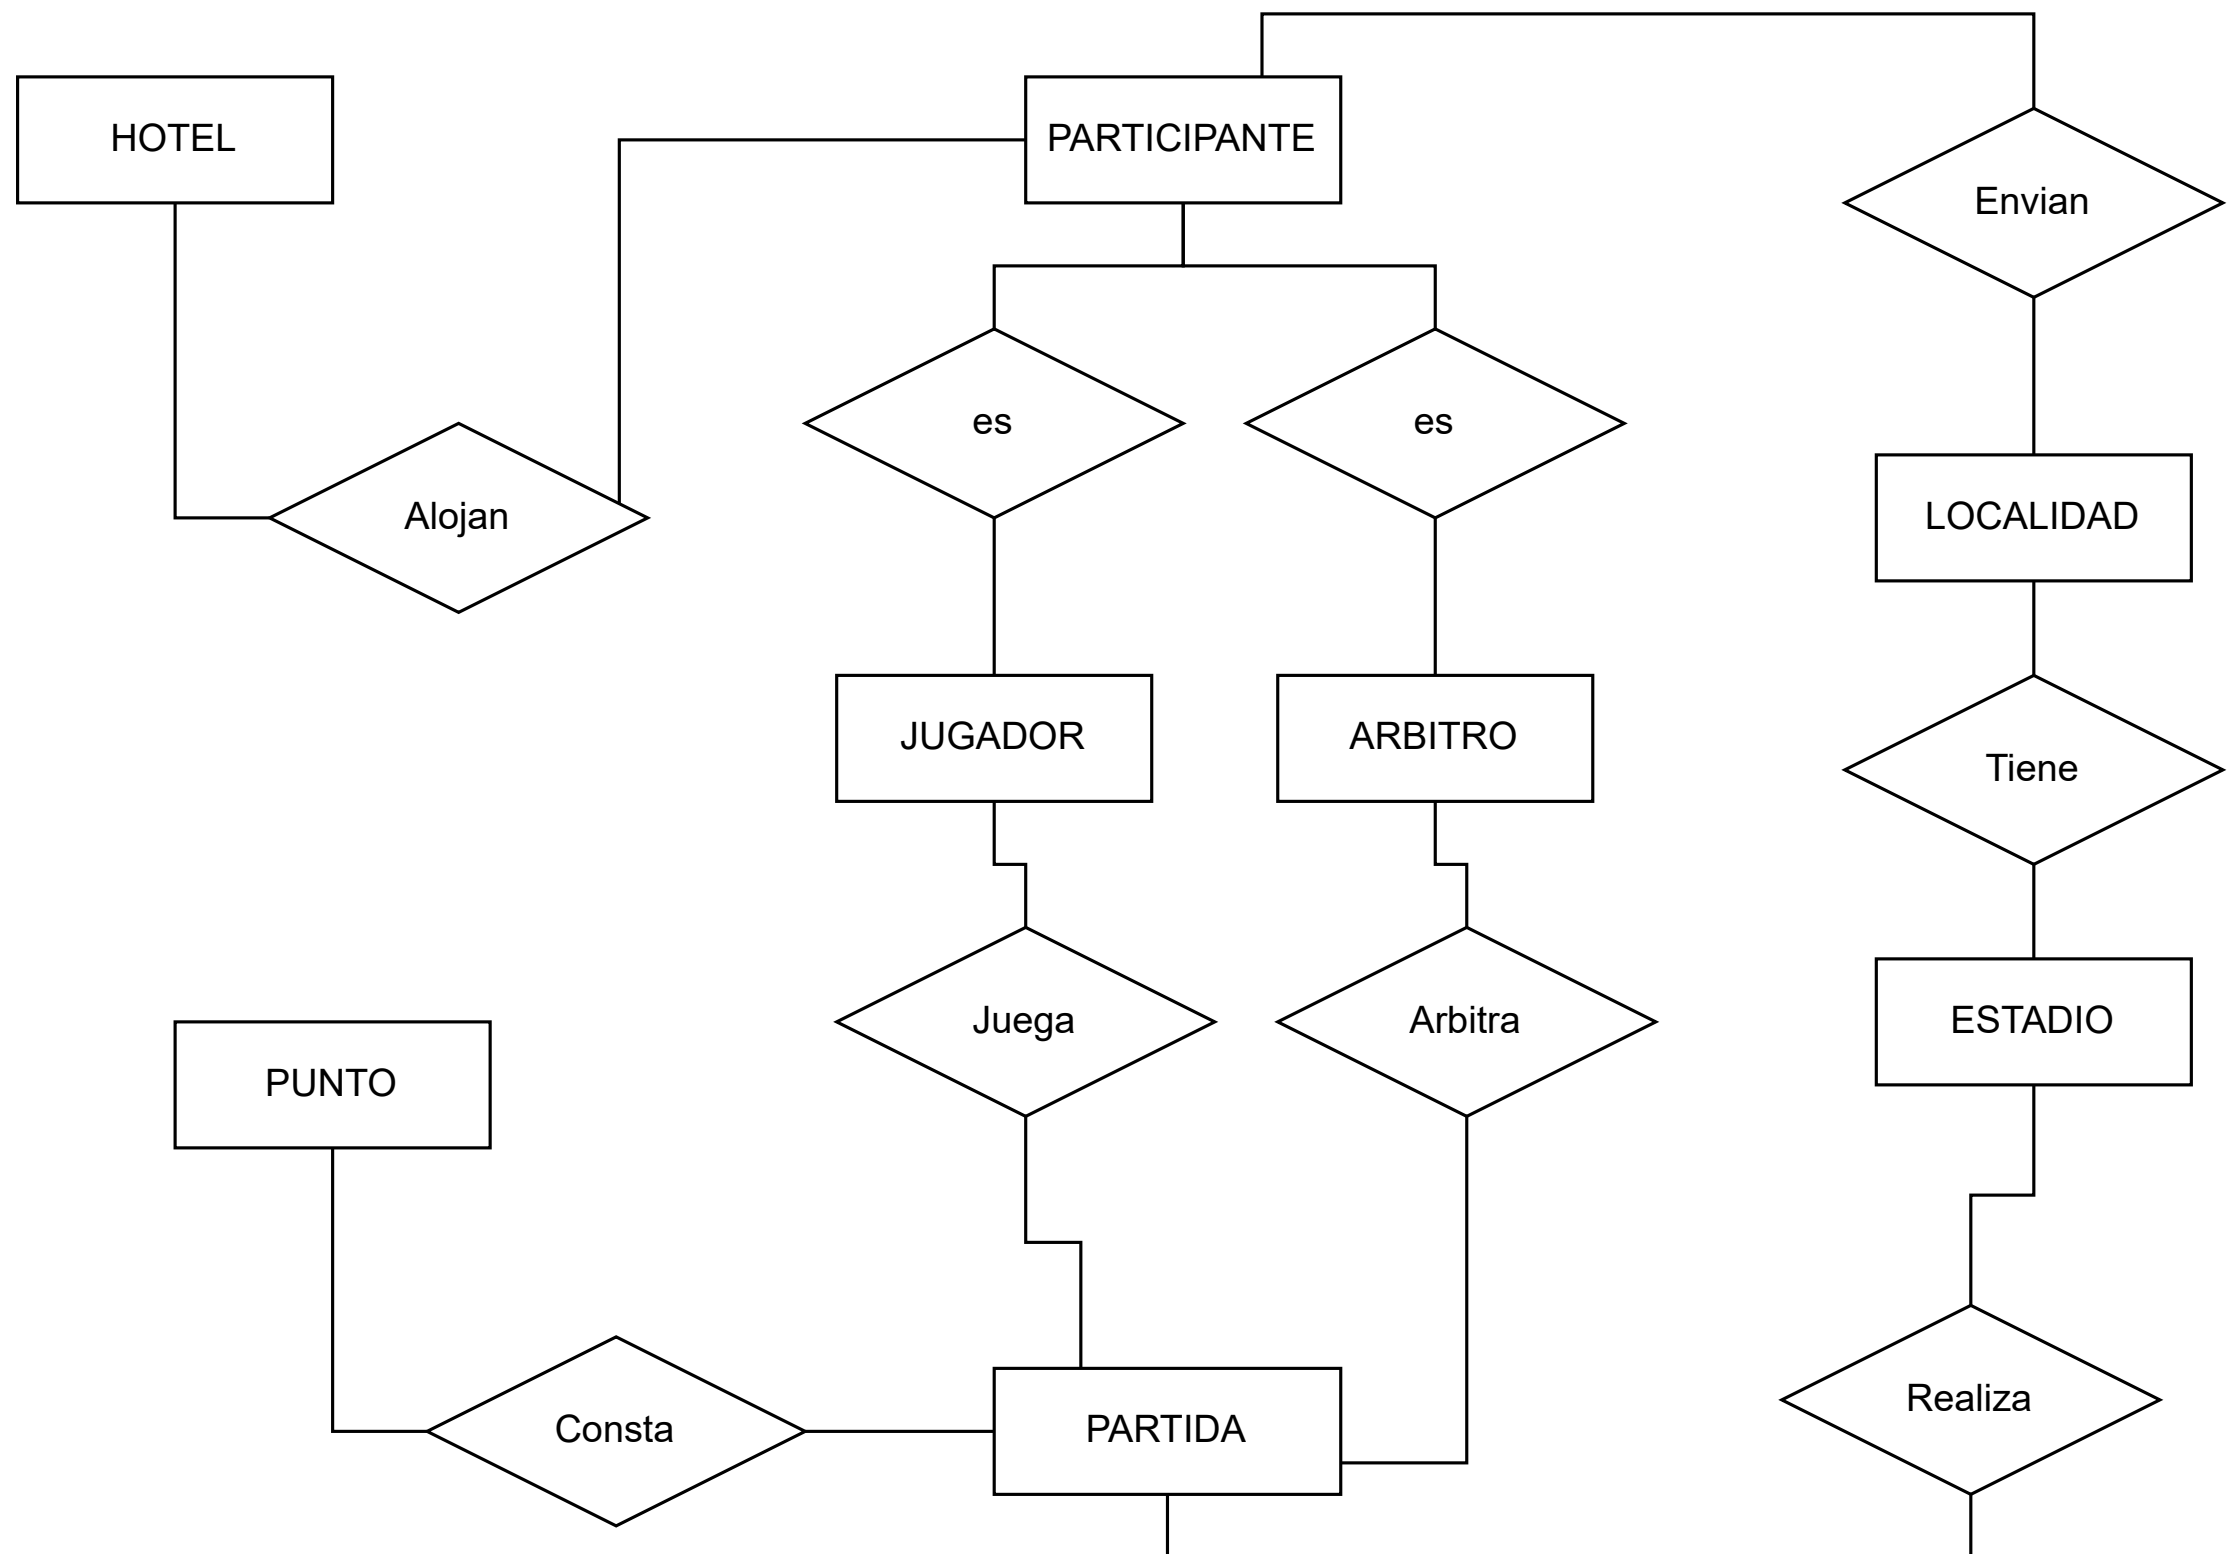 HOTEL
PARTICIPANTE
Envian
es
es
Alojan
LOCALIDAD
JUGADOR
ARBITRO
Tiene
Juega
Arbitra
ESTADIO
PUNTO
Realiza
Consta
PARTIDA